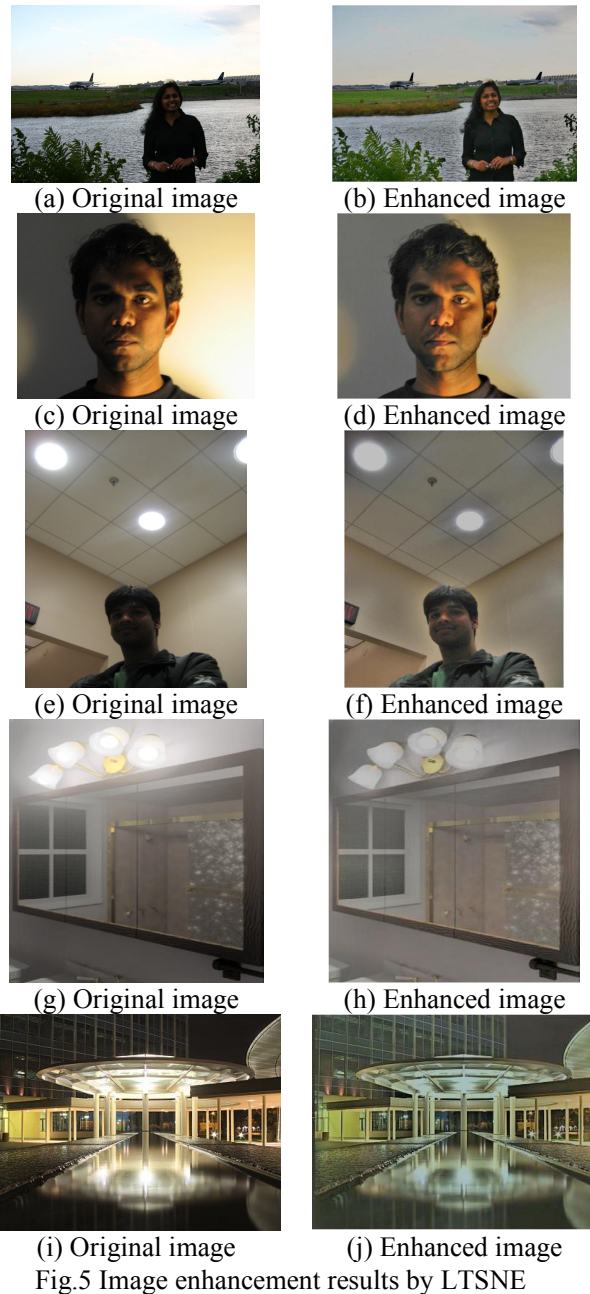 (a) Original image (b) Enhanced image
(c) Original image (d) Enhanced image
(e) Original image (f) Enhanced image
(g) Original image (h) Enhanced image
(i) Original image (j) Enhanced image
Fig.5 Image enhancement results by LTSNE